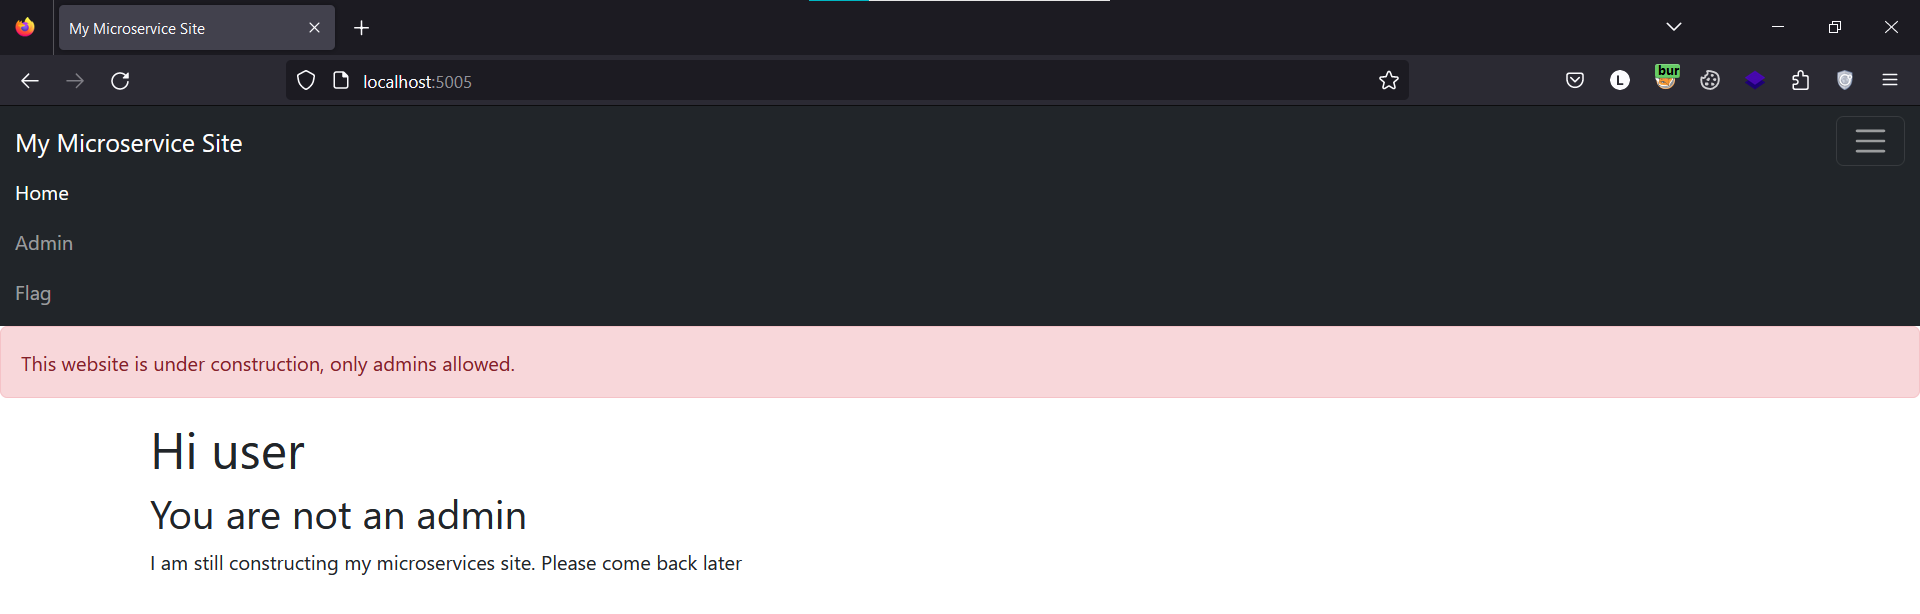 My Microservice Site
localhost:5005
L
bur
My Microservice Site
Home
Admin
Flag
This website is under construction, only admins allowed.
Hi user
You are not an admin
I am still constructing my microservices site. Please come back later